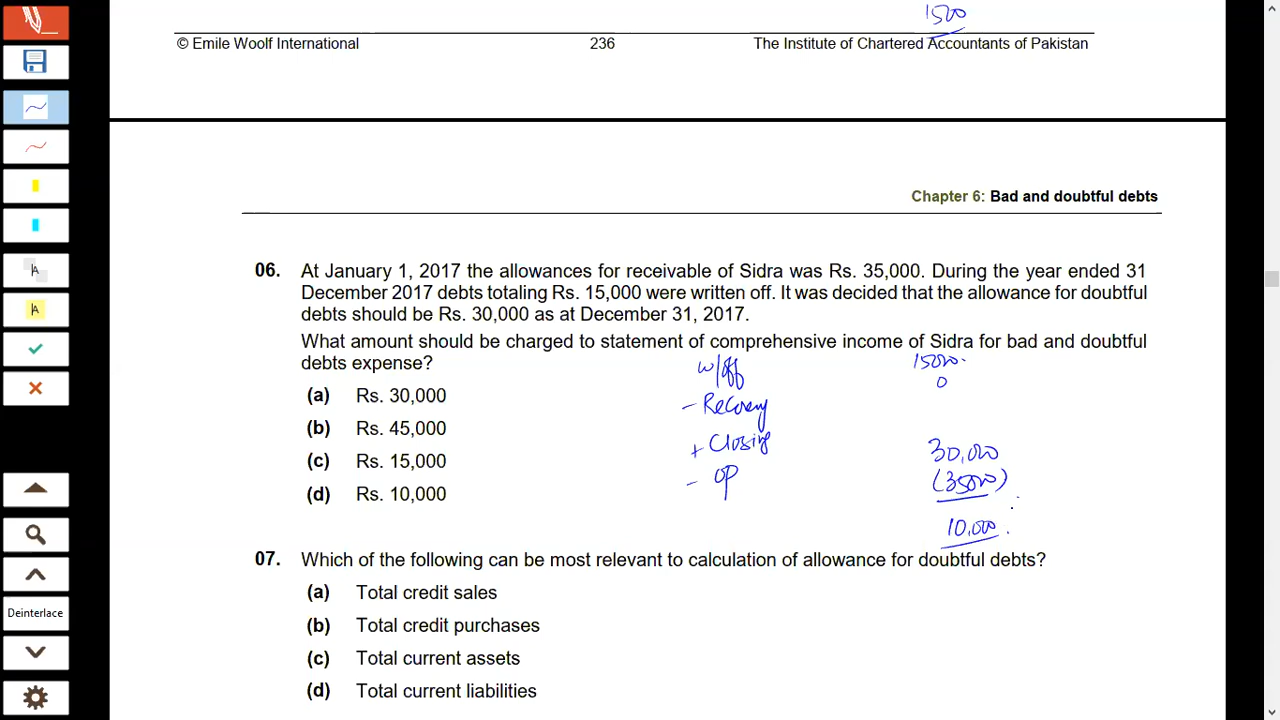 1500
© Emile Woolf International 236 The Institute of Chartered Accountants of Pakistan
Chapter 6: Bad and doubtful debts
06. At January 1, 2017 the allowances for receivable of Sidra was Rs. 35,000. During the year ended 31
December 2017 debts totaling Rs. 15,000 were written off. It was decided that the allowance for doubtful
debts should be Rs. 30,000 as at December 31, 2017.
What amount should be charged to statement of comprehensive income of Sidra for bad and doubtful
debts expense?
w/off 15000
0
(a) Rs. 30,000
- Recovery
(b) Rs. 45,000
+ Closing 30,000
(c) Rs. 15,000
- OP (35000)
(d) Rs. 10,000
10,000
07. Which of the following can be most relevant to calculation of allowance for doubtful debts?
(a) Total credit sales
Deinterlace
(b) Total credit purchases
(c) Total current assets
(d) Total current liabilities